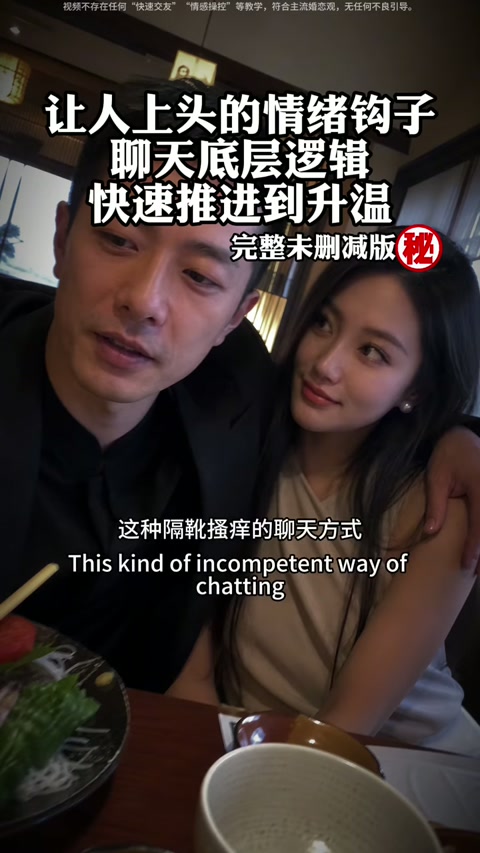 视频不存在任何“快速交友”“情感操控”等教学，符合主流婚恋观，无任何不良引导。
让人上头的情绪钩子
聊天底层逻辑
快速推进到升温
完整未删减版 秘
这种隔靴搔痒的聊天方式
This kind of incompetent way of
chatting